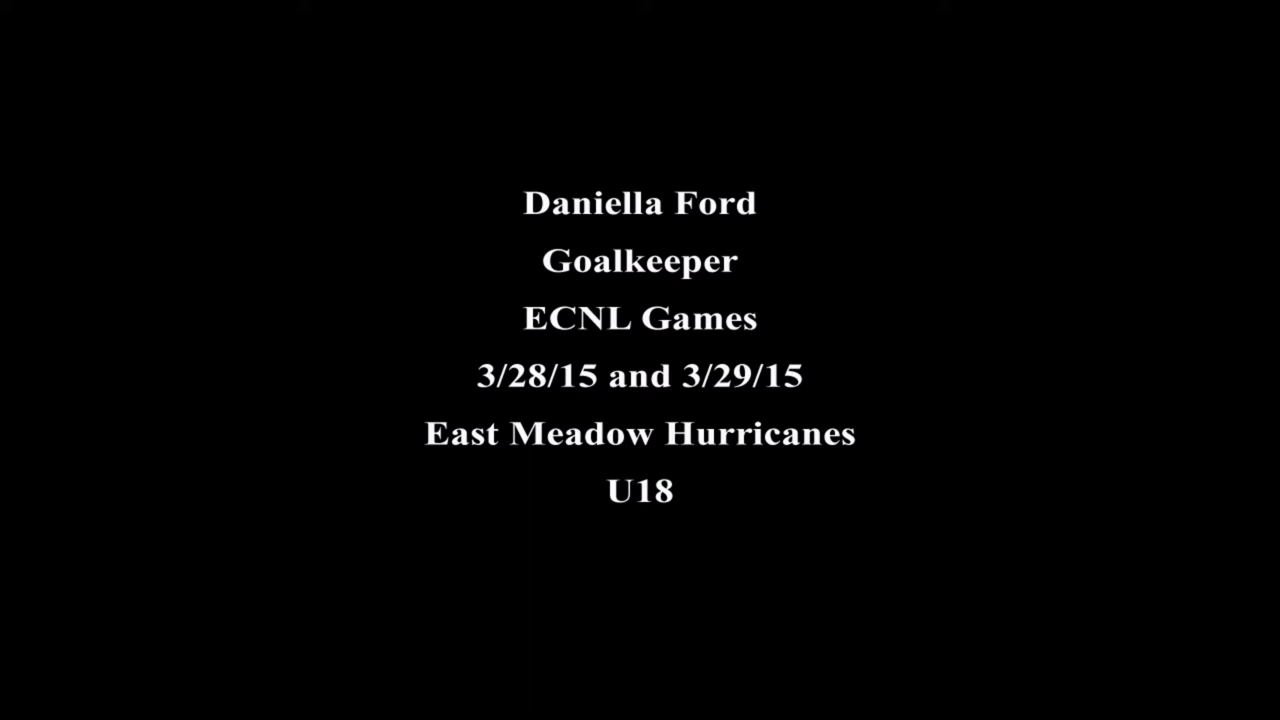 Daniella Ford
Goalkeeper
ECNL Games
3/28/15 and 3/29/15
East Meadow Hurricanes
U18